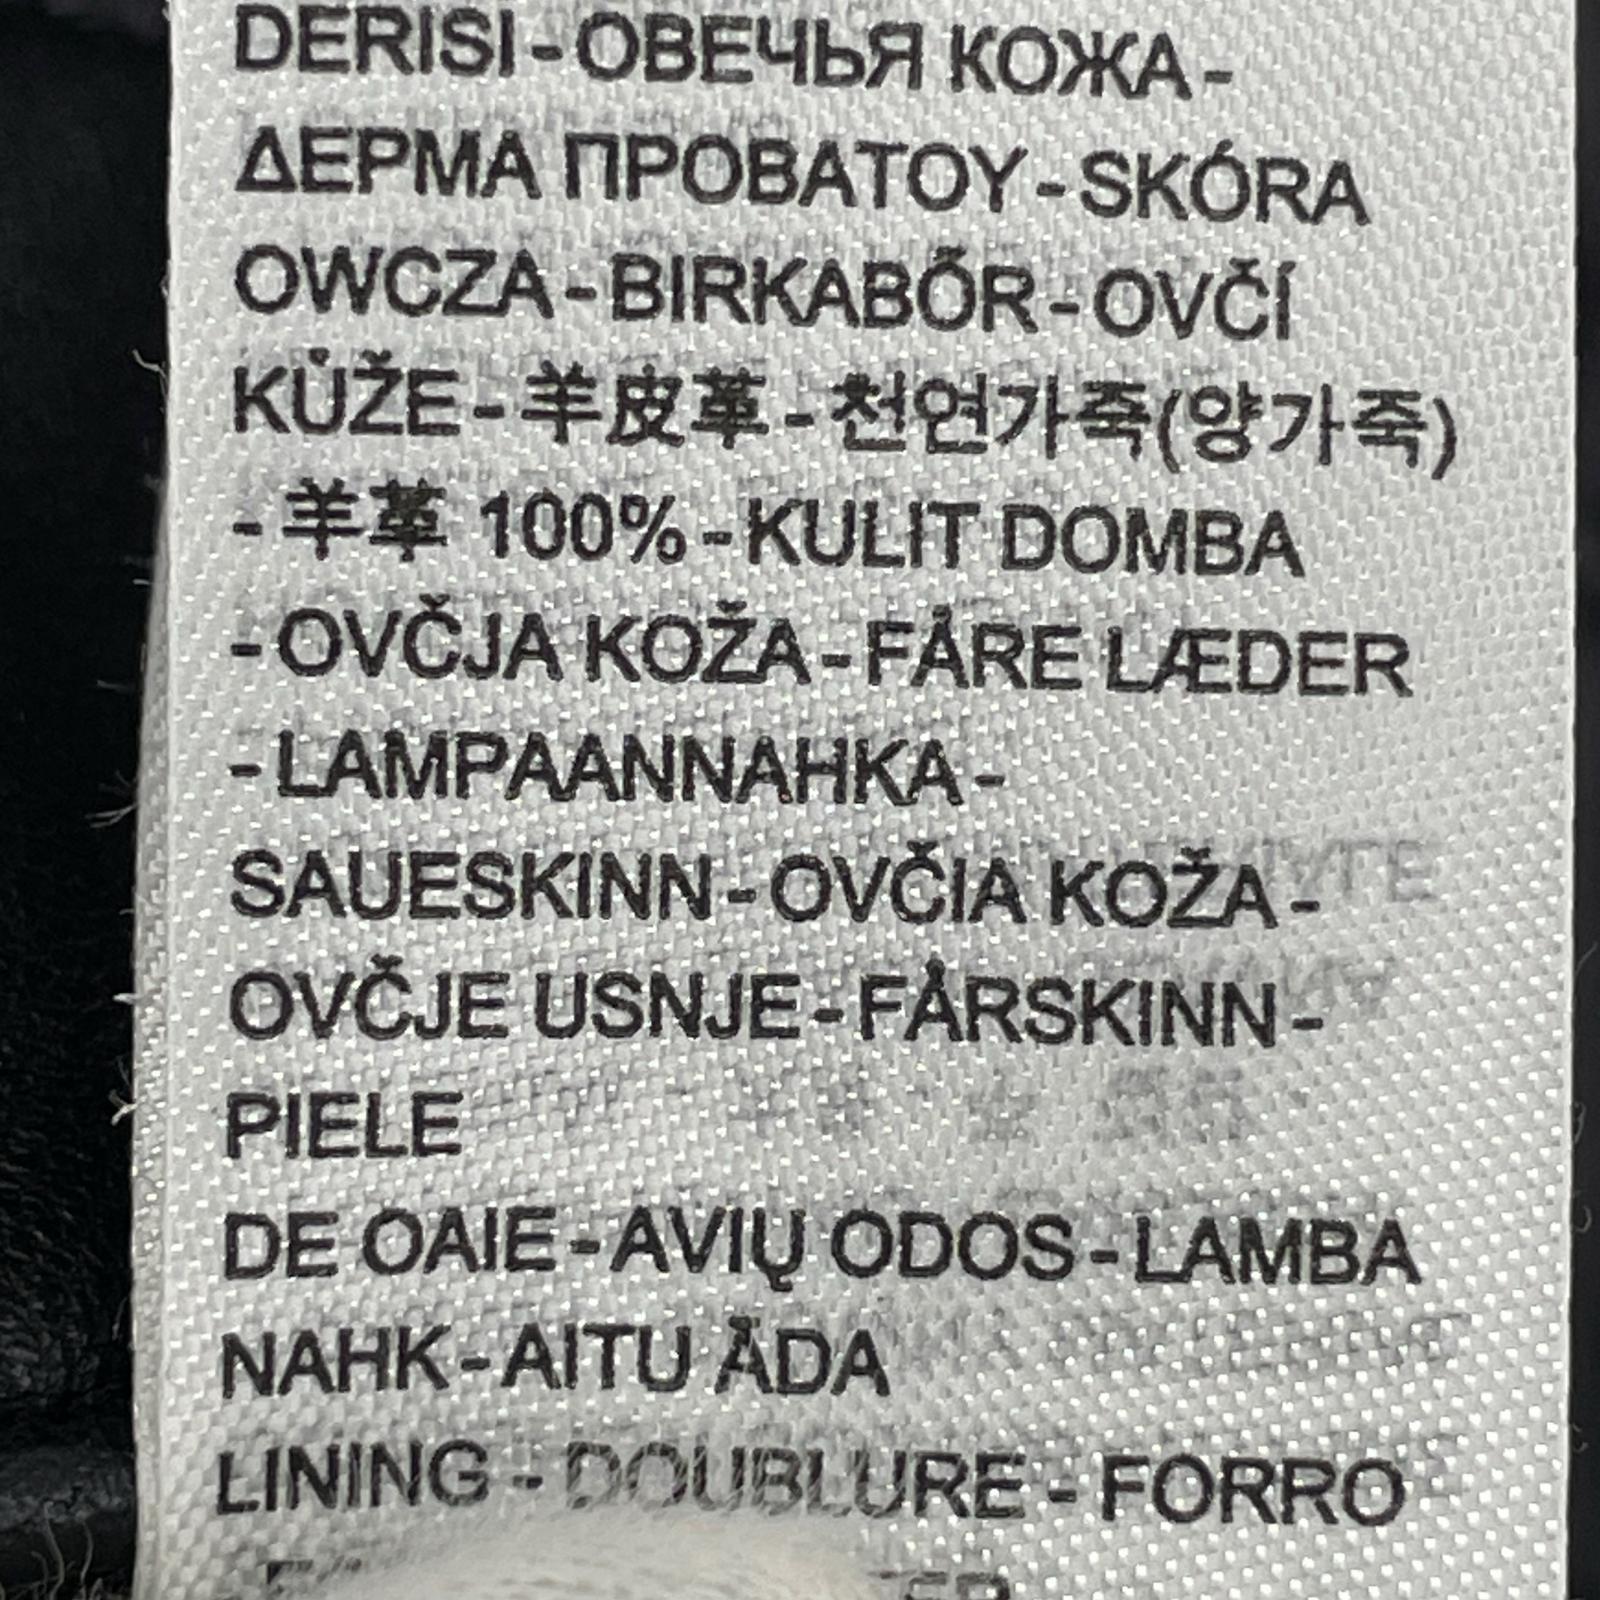 DERISI - ОВЕЧЬЯ КОЖА -
ΔΕΡΜΑ ΠΡΟΒΑΤΟΥ - SKÓRA
OWCZA - BIRKABŐR - OVČÍ
KŮŽE - 羊皮革 - 천연가죽(양가죽)
- 羊革 100% - KULIT DOMBA
- OVČJA KOŽA - FÅRE LÆDER
- LAMPAANNAHKA -
SAUESKINN - OVČIA KOŽA -
OVČJE USNJE - FÅRSKINN -
PIELE
DE OAIE - AVIŲ ODOS - LAMBA
NAHK - AITU ĀDA
LINING - DOUBLURE - FORRO